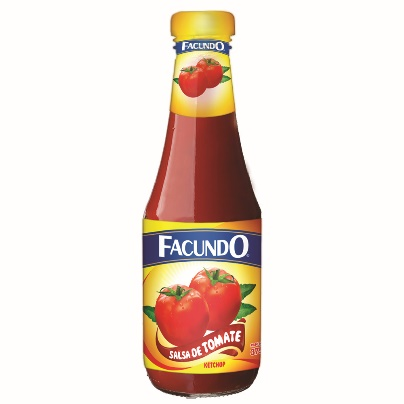 FACUNDO
FACUNDO
SALSA DE TOMATE
KETCHUP